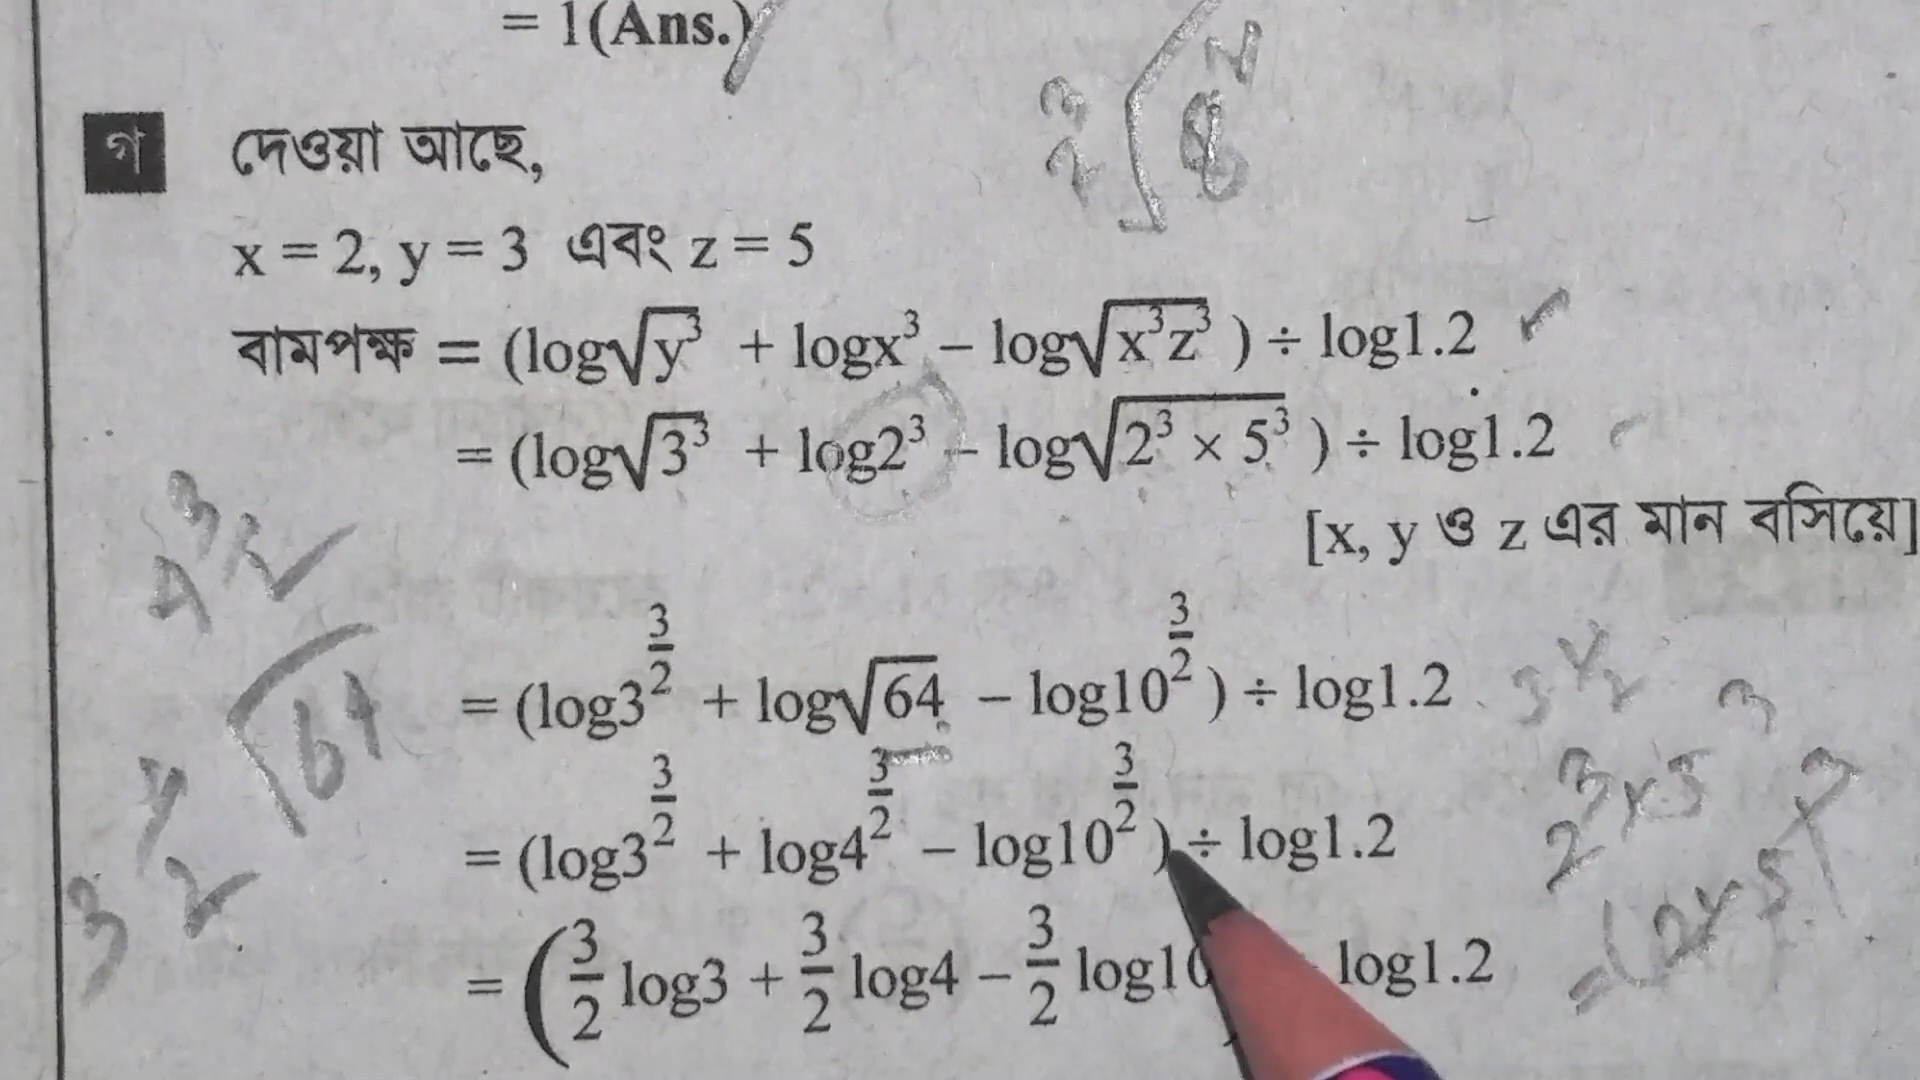 = 1(Ans.)
গ দেওয়া আছে,
x = 2, y = 3 এবং z = 5
বামপক্ষ = (log√y³ + logx³ − log√x³z³ ) ÷ log1.2
= (log√3³ + log2³ − log√2³ × 5³ ) ÷ log1.2
[x, y ও z এর মান বসিয়ে]
= (log3^(3/2) + log√64 − log10^(3/2) ) ÷ log1.2
= (log3^(3/2) + log4^(3/2) − log10^(3/2) ) ÷ log1.2
= (3/2 log3 + 3/2 log4 − 3/2 log10 log1.2
√64